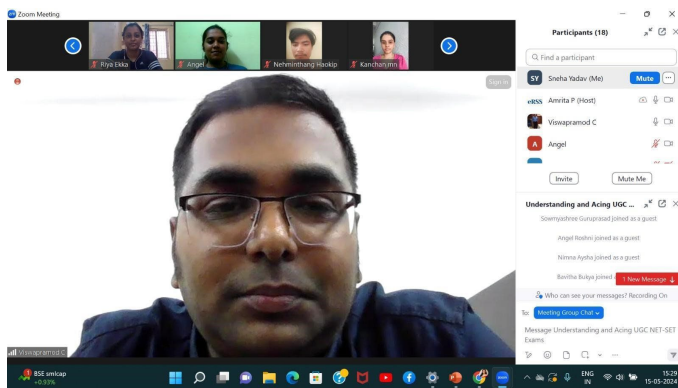 Zoom Meeting
Riya Ekka
Angel
Nehminthang Haokip
Kanchan mn
Sign in
Viswapramod C
Participants (18)
Find a participant
SY Sneha Yadav (Me) Mute
eRSS Amrita P (Host)
Viswapramod C
A Angel
Invite Mute Me
Understanding and Acing UGC ...
Sowmyashree Guruprasad joined as a guest
Angel Roshni joined as a guest
Nimna Aysha joined as a guest
Bavitha Bukya joined
1 New Message
Who can see your messages? Recording On
To: Meeting Group Chat
Message Understanding and Acing UGC NET-SET
Exams
BSE smlcap
+0.93%
ENG
IN
15:29
15-05-2024